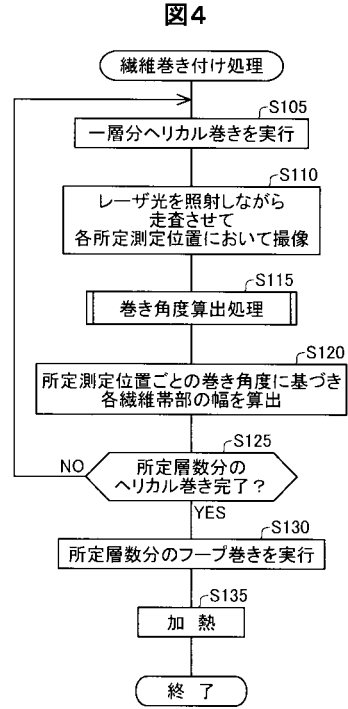 図4
繊維巻き付け処理
S105
一層分ヘリカル巻きを実行
S110
レーザ光を照射しながら
走査させて
各所定測定位置において撮像
S115
巻き角度算出処理
S120
所定測定位置ごとの巻き角度に基づき
各繊維帯部の幅を算出
S125
所定層数分の
ヘリカル巻き完了？
NO
YES
S130
所定層数分のフープ巻きを実行
S135
加 熱
終 了